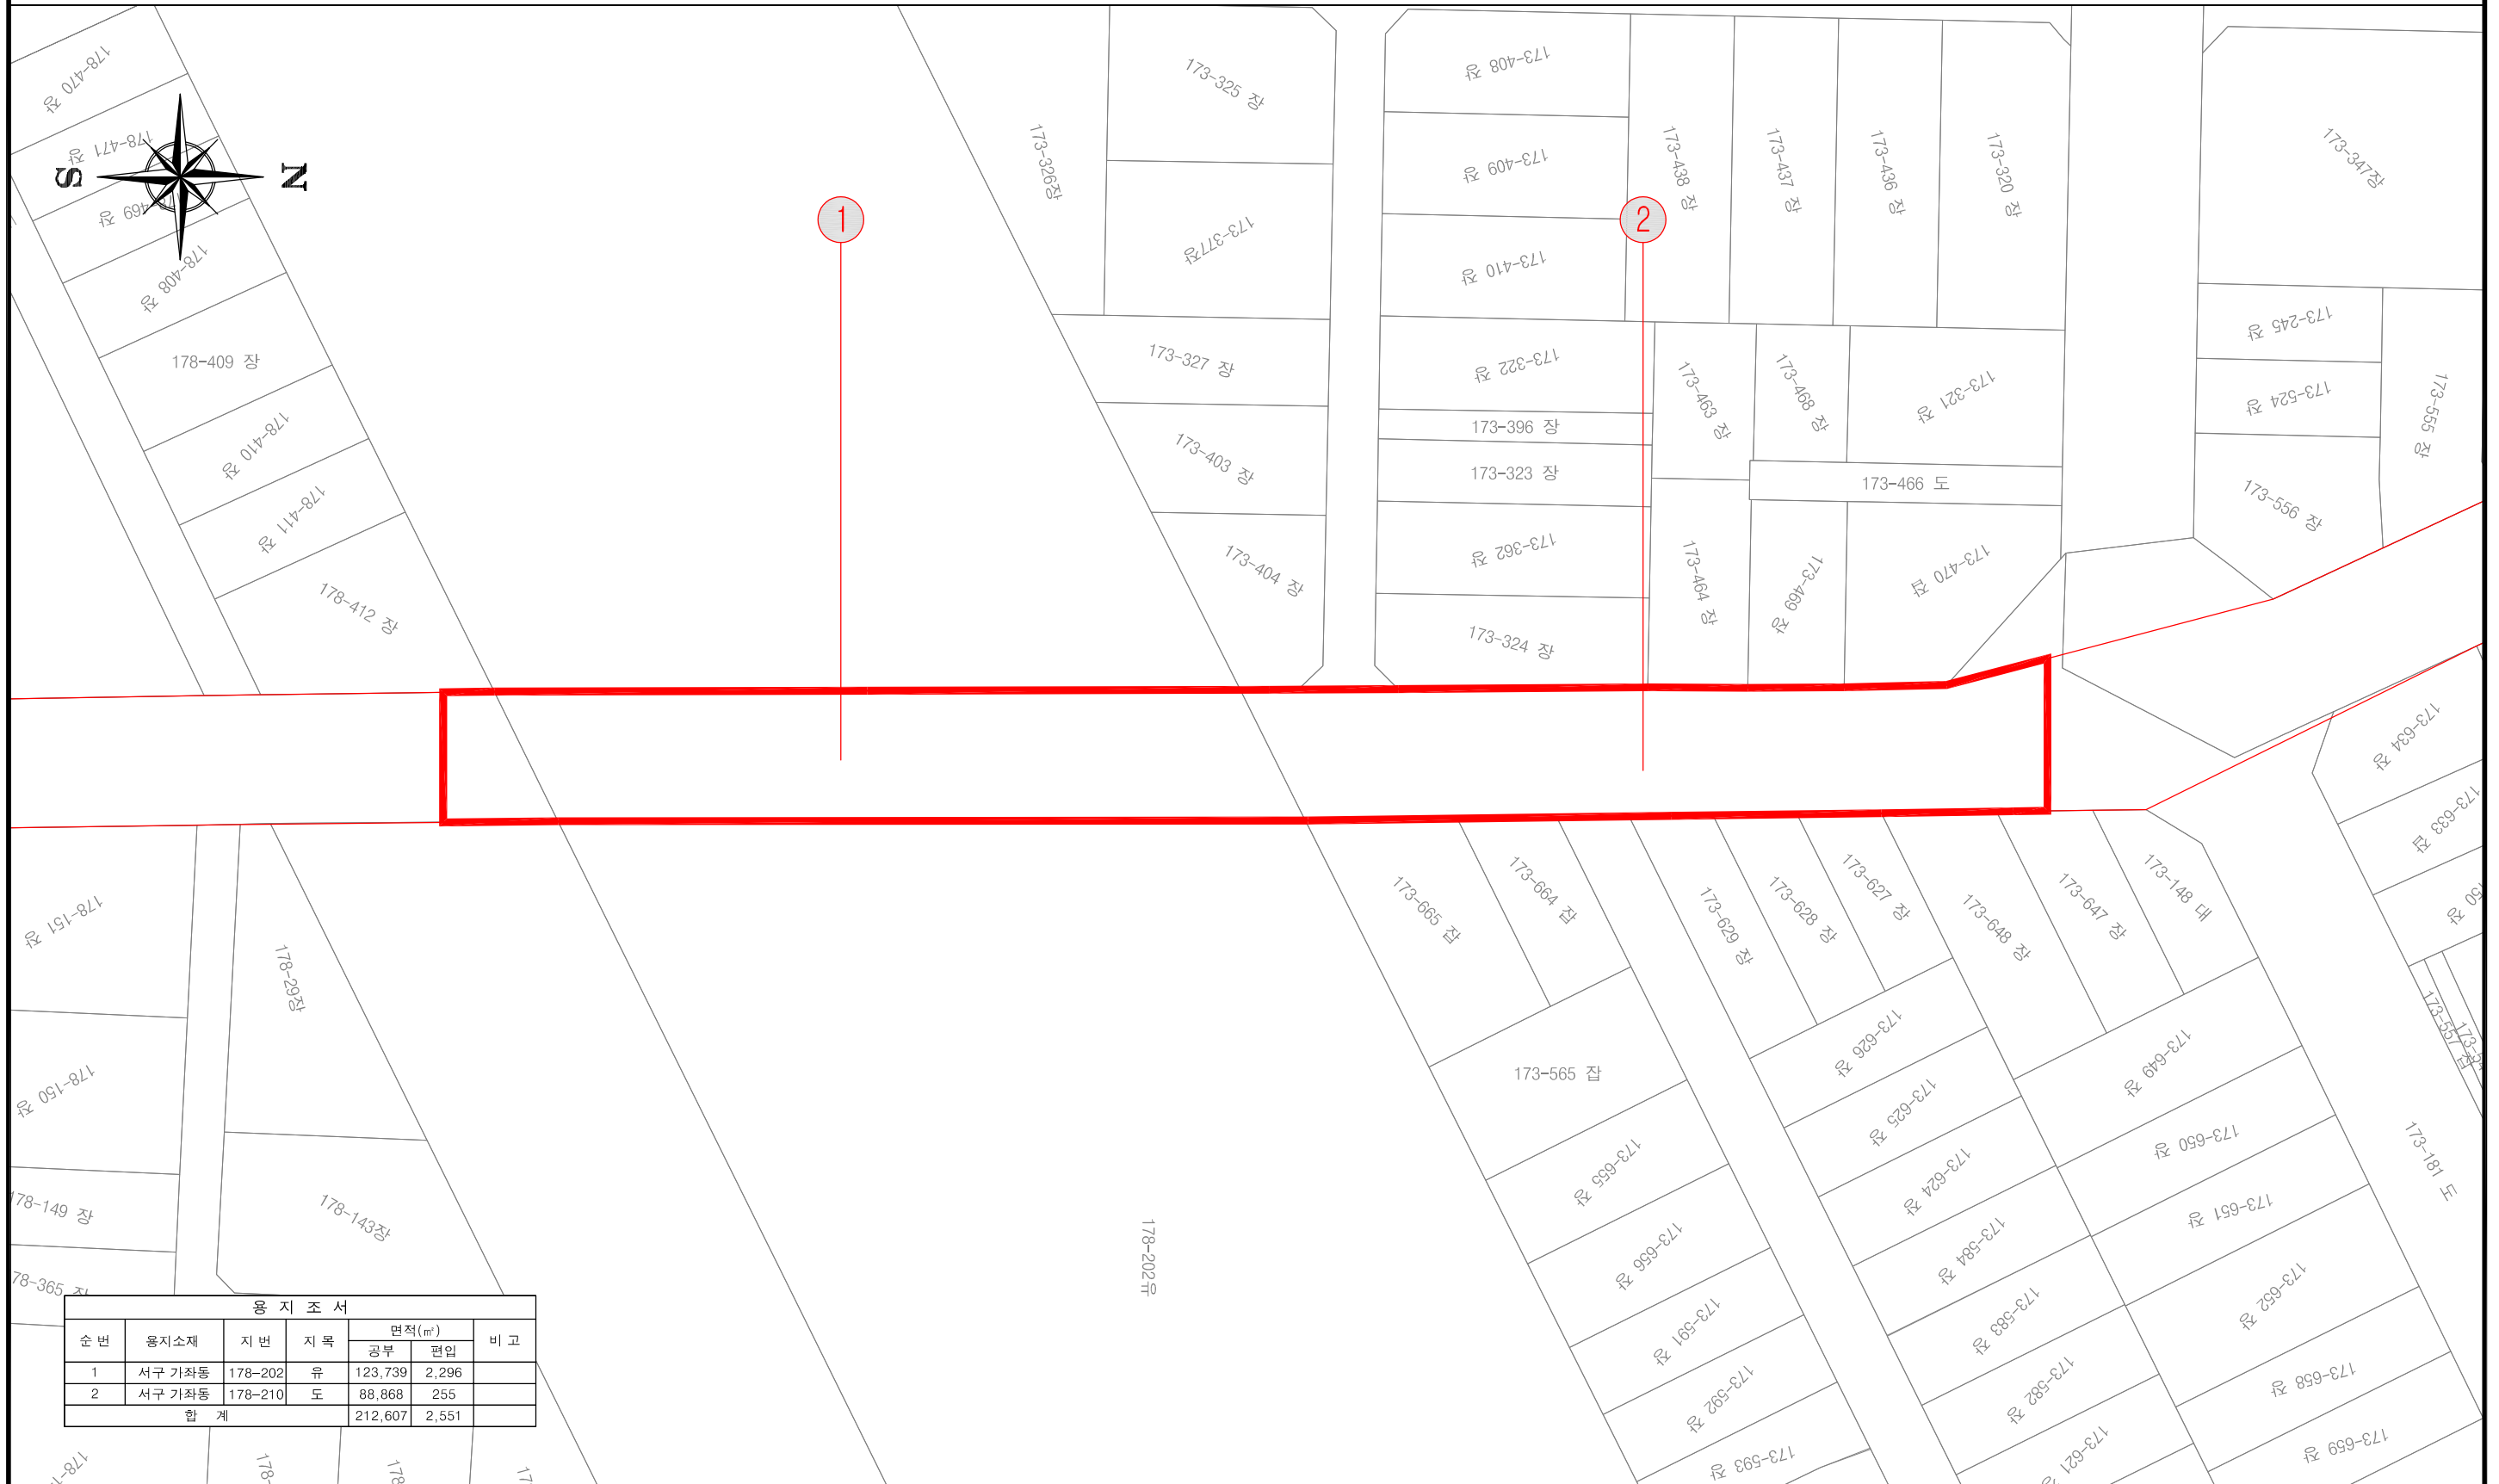 178-470 장
178-471 장
469 장
178-408 장
178-409 장
178-410 장
178-411 장
178-412 장
S
N
1
2
173-326장
173-325 장
173-377장
173-327 장
173-403 장
173-404 장
173-408 장
173-409 장
173-410 장
173-322 장
173-396 장
173-323 장
173-362 장
173-324 장
173-438 장
173-437 장
173-436 장
173-320 장
173-463 장
173-468 장
173-321 장
173-466 도
173-464 장
173-469 장
173-470 잡
173-347장
173-245 장
173-524 장
173-555 장
173-556 장
173-634 장
173-633 잡
50 장
178-151 장
178-150 장
178-149 장
78-365 장
178-29장
178-143장
178-202유
173-665 잡
173-664 잡
173-629 장
173-628 장
173-627 장
173-648 장
173-647 장
173-148 대
173-565 잡
173-626 장
173-625 장
173-624 장
173-584 장
173-583 장
173-582 장
173-621 장
173-649 장
173-650 장
173-651 장
173-652 장
173-658 장
173-659 장
173-655 장
173-656 장
173-591 장
173-592 장
173-593 장
173-557 잡
173-181 도
용 지 조 서
순 번 용지소재 지 번 지 목 면적(㎡) 비 고
공부 편입
1 서구 가좌동 178-202 유 123,739 2,296
2 서구 가좌동 178-210 도 88,868 255
합 계 212,607 2,551